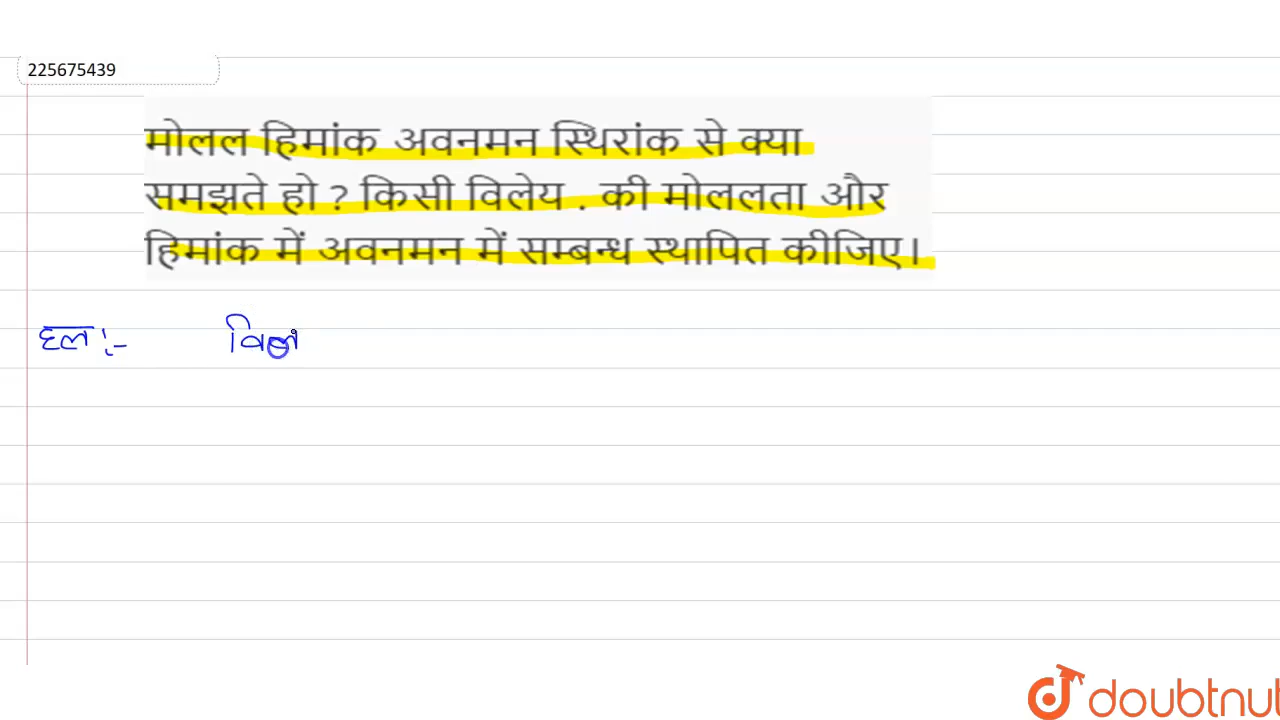 225675439
मोलल हिमांक अवनमन स्थिरांक से क्या
समझते हो ? किसी विलेय . की मोललता और
हिमांक में अवनमन में सम्बन्ध स्थापित कीजिए।
हल :-
doubtnut